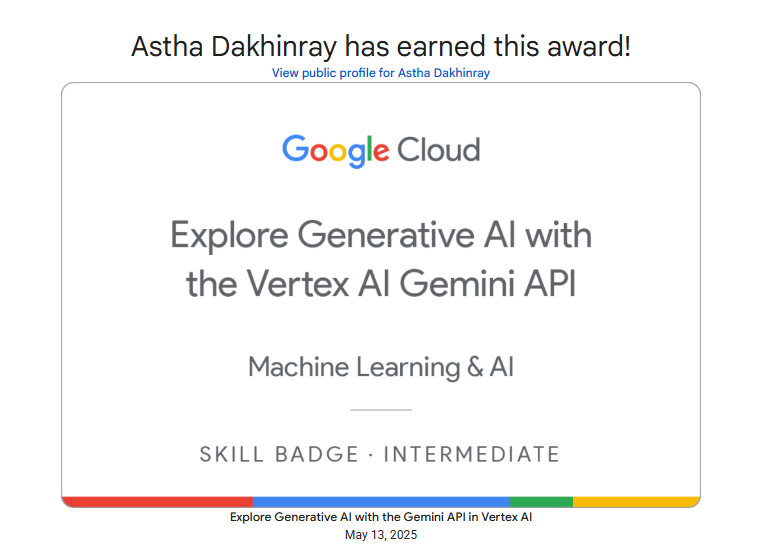 Astha Dakhinray has earned this award!
View public profile for Astha Dakhinray
Google Cloud
Explore Generative AI with
the Vertex AI Gemini API
Machine Learning & AI
SKILL BADGE · INTERMEDIATE
Explore Generative AI with the Gemini API in Vertex AI
May 13, 2025